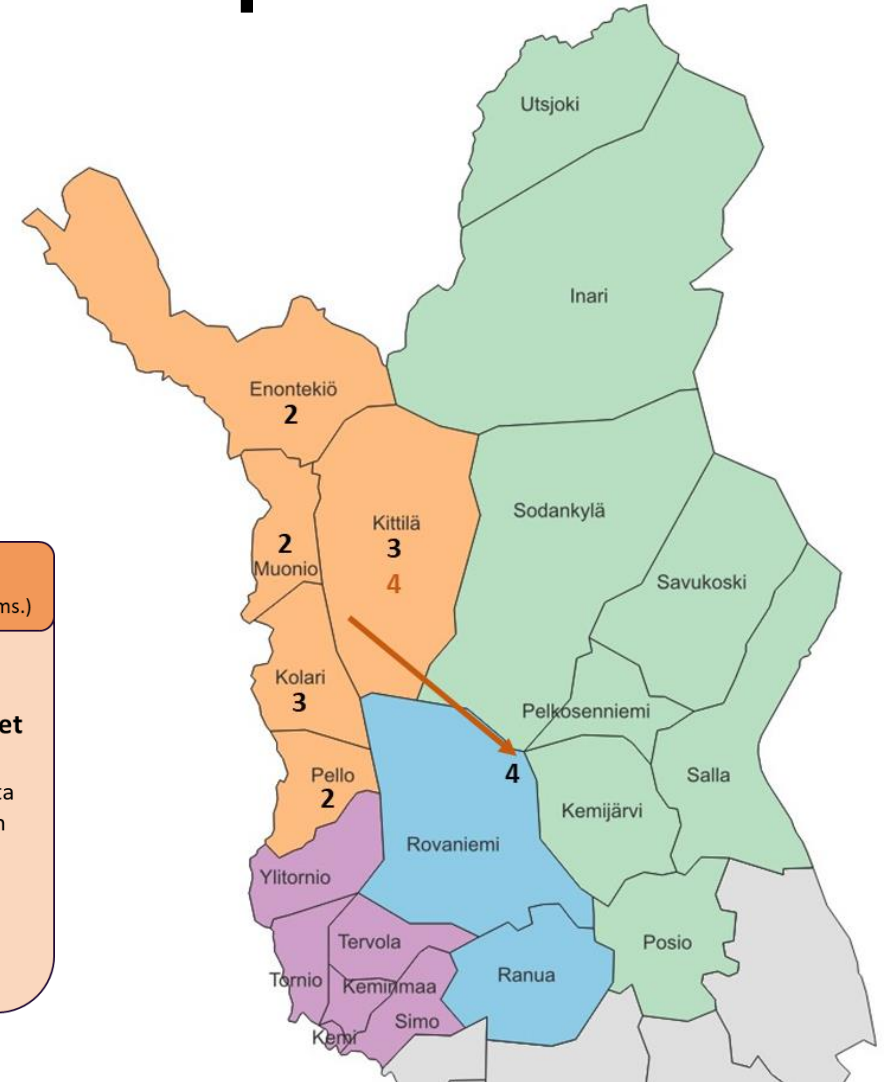 Utsjoki
Inari
Enontekiö
2
Kittilä
3
4
2
Muonio
Sodankylä
Savukoski
Kolari
3
Pelkosenniemi
Pello
2
4
Salla
Kemijärvi
Rovaniemi
Ylitornio
Tervola
Posio
Ranua
Tornio
Keminmaa
Simo
Kemi
ms.)
et
ta
n